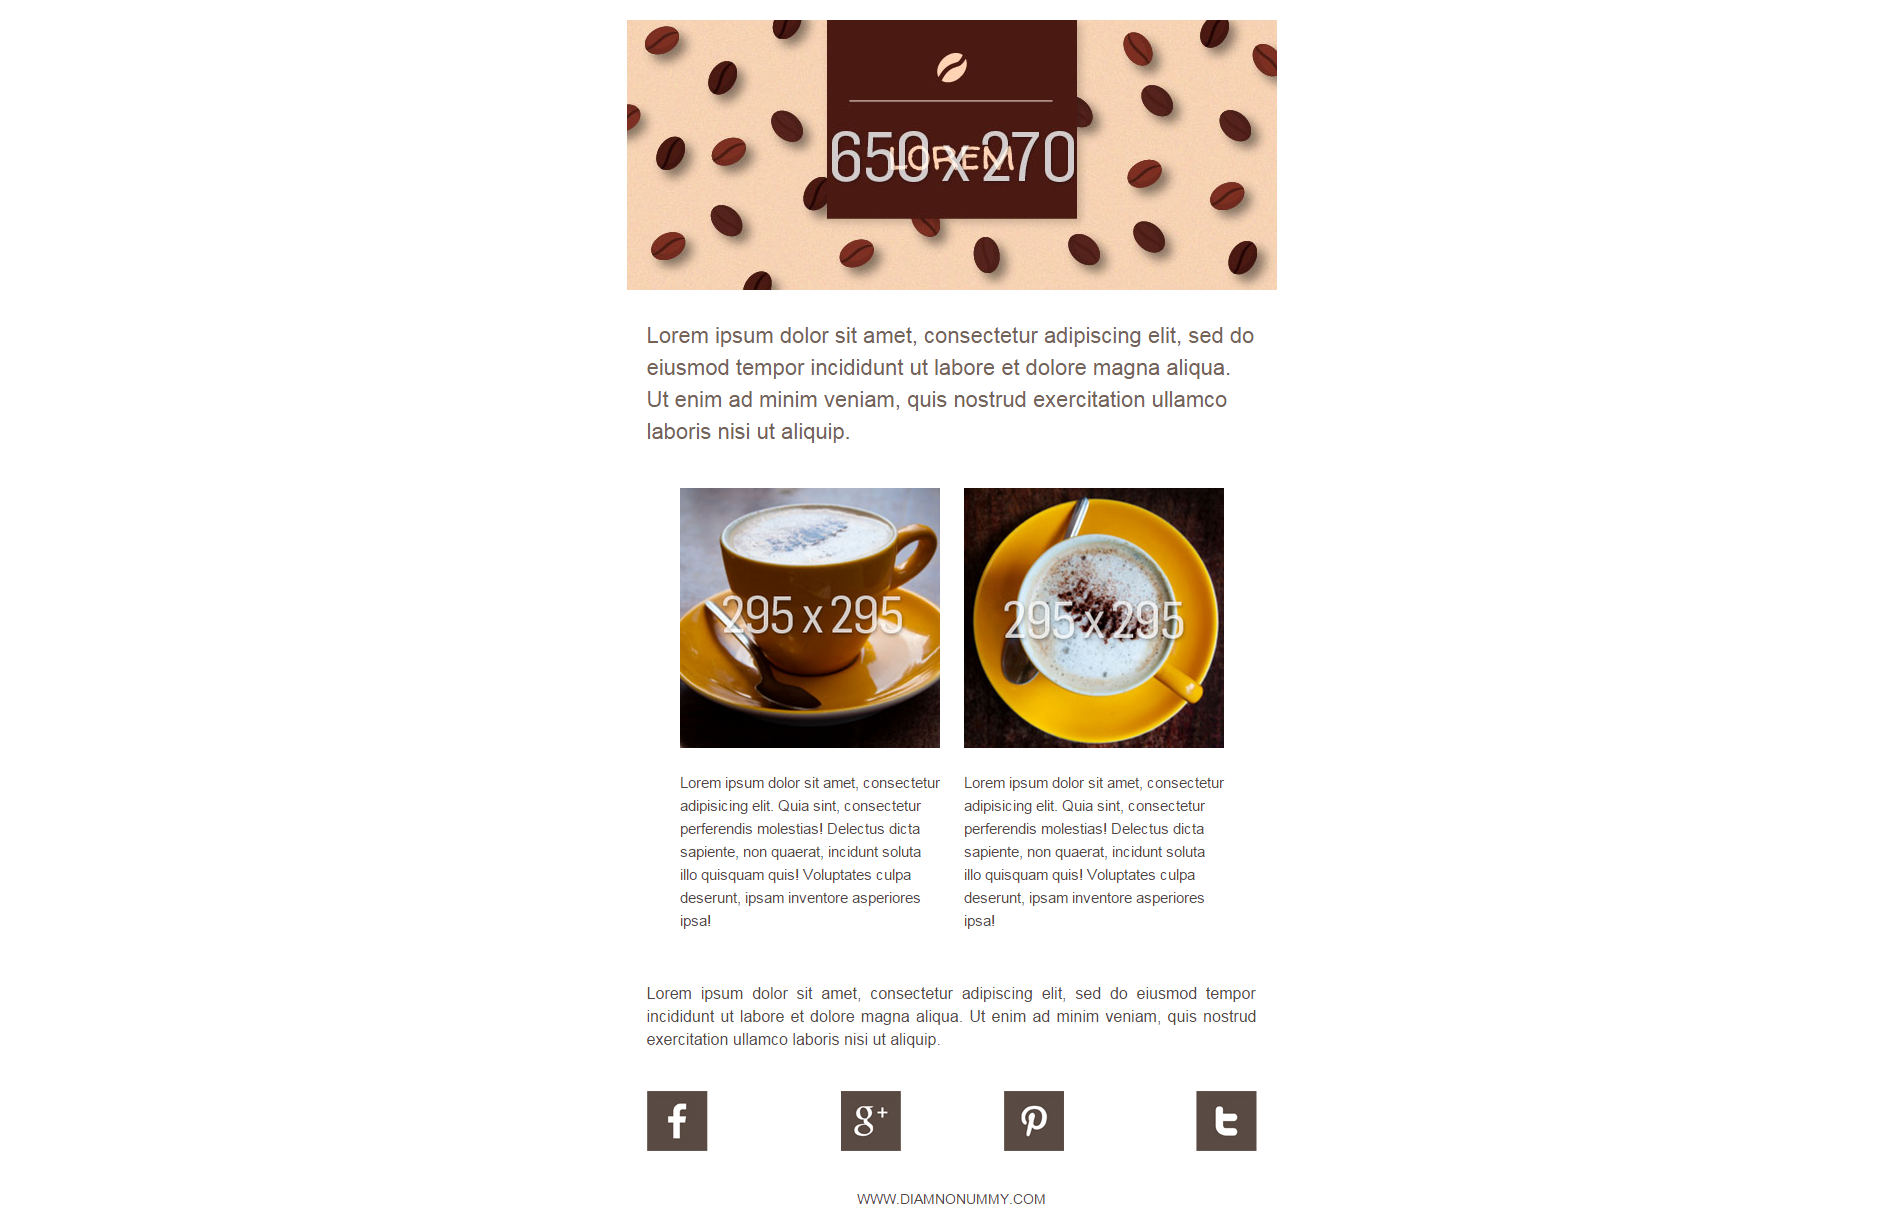 650 x 270
LOREM
Lorem ipsum dolor sit amet, consectetur adipiscing elit, sed do
eiusmod tempor incididunt ut labore et dolore magna aliqua.
Ut enim ad minim veniam, quis nostrud exercitation ullamco
laboris nisi ut aliquip.
295 x 295
Lorem ipsum dolor sit amet, consectetur
adipisicing elit. Quia sint, consectetur
perferendis molestias! Delectus dicta
sapiente, non quaerat, incidunt soluta
illo quisquam quis! Voluptates culpa
deserunt, ipsam inventore asperiores
ipsa!
295 x 295
Lorem ipsum dolor sit amet, consectetur
adipisicing elit. Quia sint, consectetur
perferendis molestias! Delectus dicta
sapiente, non quaerat, incidunt soluta
illo quisquam quis! Voluptates culpa
deserunt, ipsam inventore asperiores
ipsa!
Lorem ipsum dolor sit amet, consectetur adipiscing elit, sed do eiusmod tempor
incididunt ut labore et dolore magna aliqua. Ut enim ad minim veniam, quis nostrud
exercitation ullamco laboris nisi ut aliquip.
f
g+
p
t
WWW.DIAMNONUMMY.COM